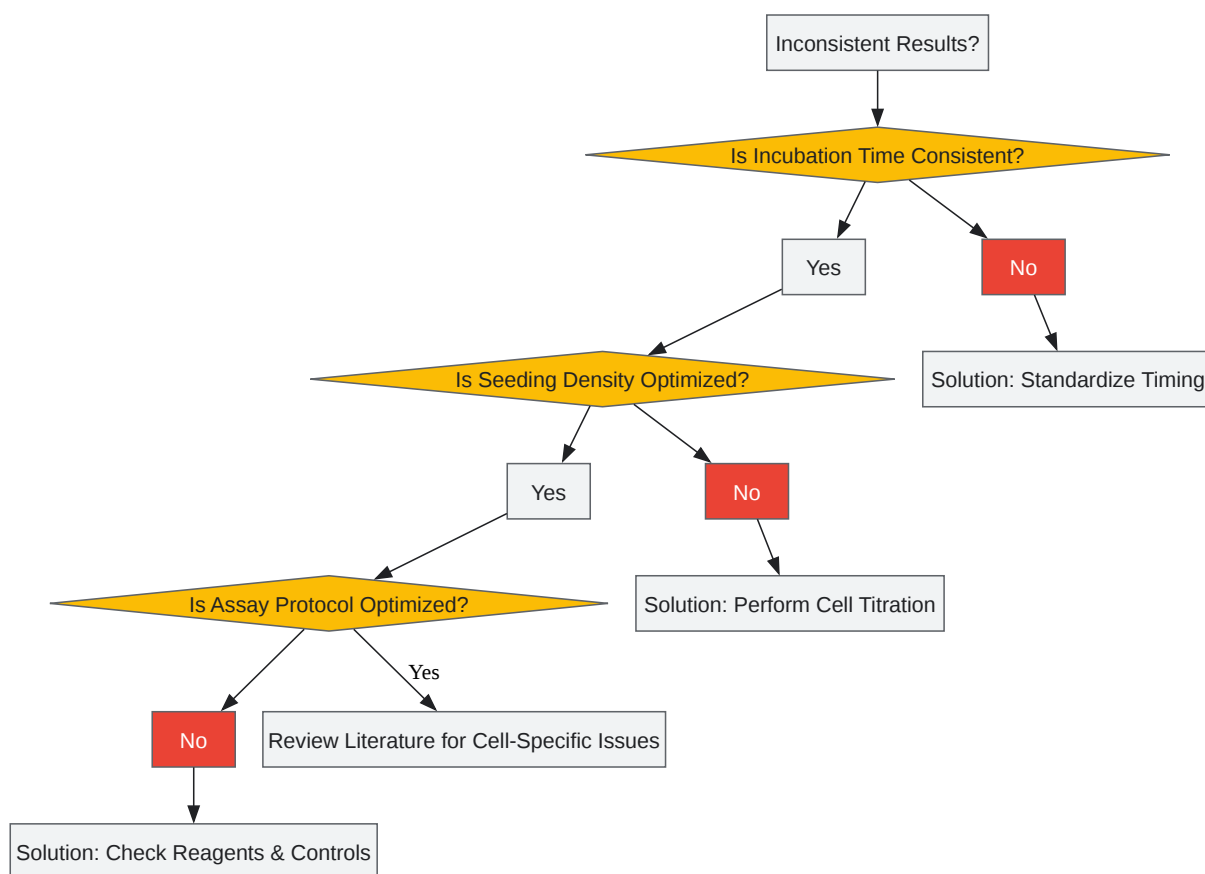 Inconsistent Results?
Is Incubation Time Consistent?
Yes
No
Is Seeding Density Optimized?
Solution: Standardize Timing
Yes
No
Is Assay Protocol Optimized?
Solution: Perform Cell Titration
Yes
No
Review Literature for Cell-Specific Issues
Solution: Check Reagents & Controls